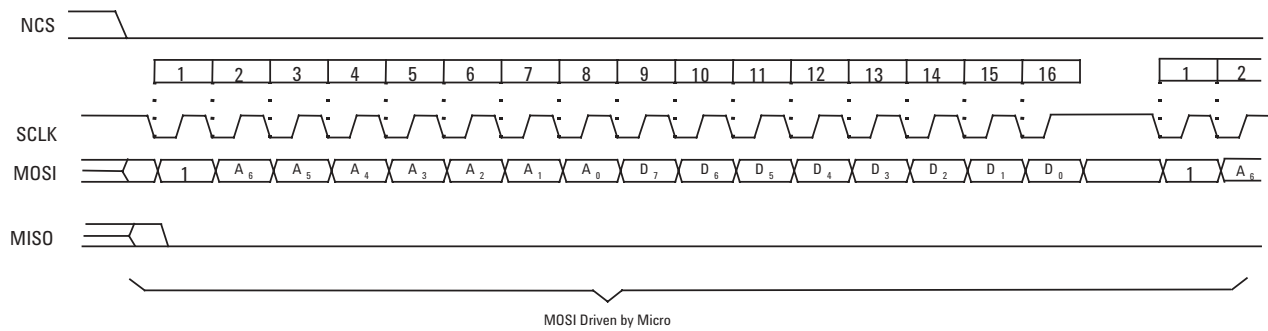 NCS
1 2 3 4 5 6 7 8 9 10 11 12 13 14 15 16 1 2
SCLK
MOSI 1 A6 A5 A4 A3 A2 A1 A0 D7 D6 D5 D4 D3 D2 D1 D0 1 A6
MISO
MOSI Driven by Micro